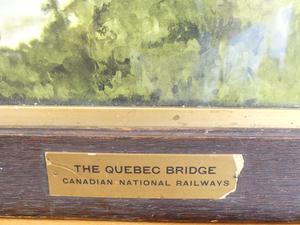 THE QUEBEC BRIDGE
CANADIAN NATIONAL RAILWAYS